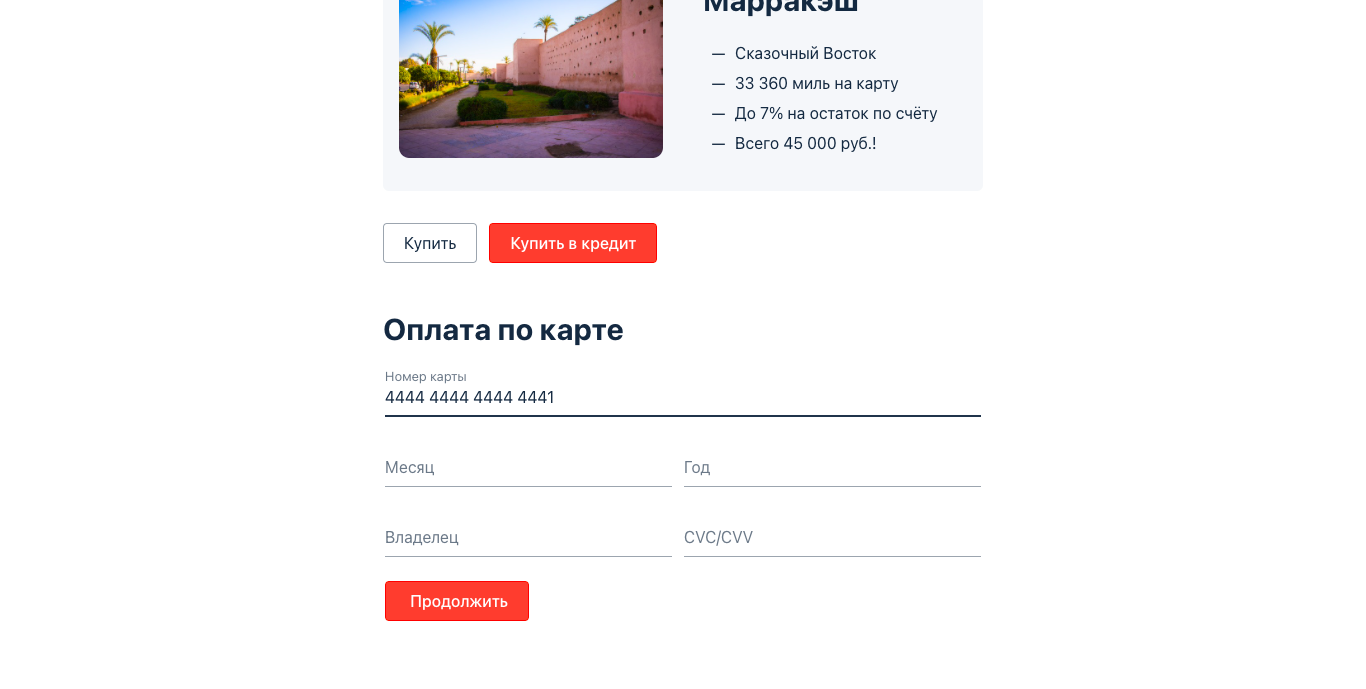 Марракэш
— Сказочный Восток
— 33 360 миль на карту
— До 7% на остаток по счёту
— Всего 45 000 руб.!
Купить Купить в кредит
Оплата по карте
Номер карты
4444 4444 4444 4441
Месяц Год
Владелец CVC/CVV
Продолжить